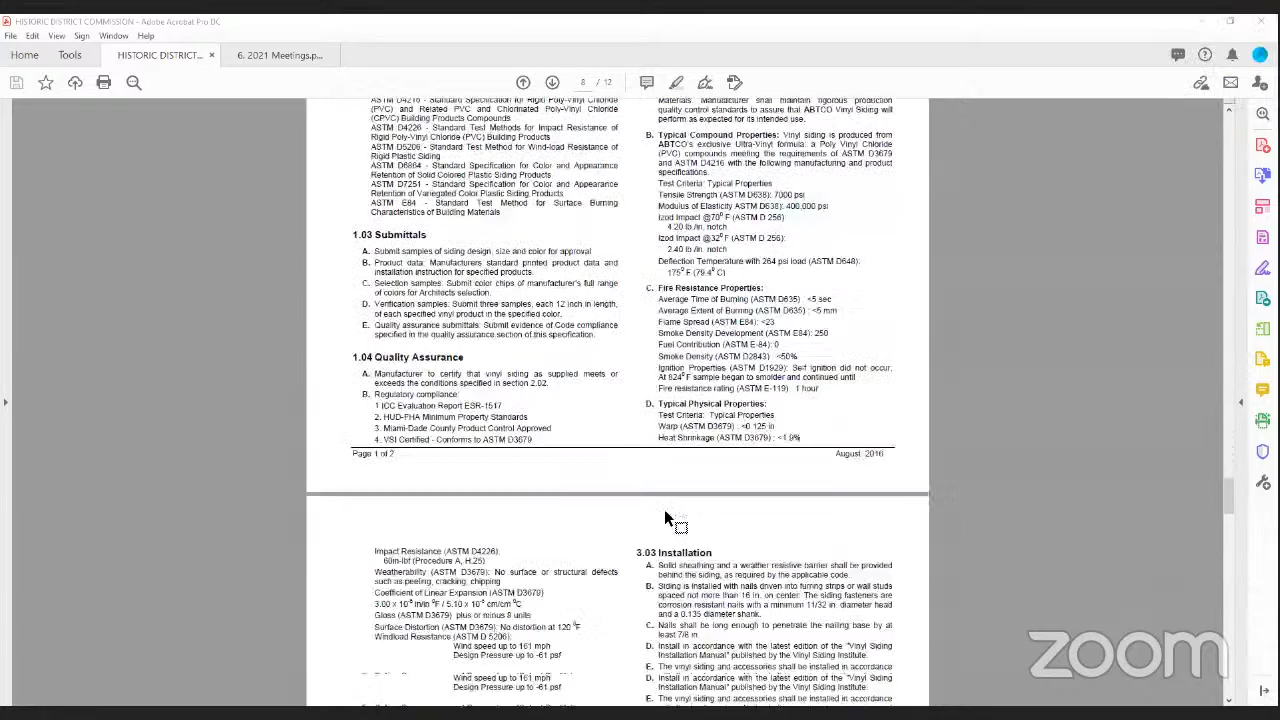 HISTORIC DISTRICT COMMISSION - Adobe Acrobat Pro DC
File Edit View Sign Window Help
Home Tools HISTORIC DISTRICT... × 6. 2021 Meetings.p...
8 / 12
ASTM D4216 - Standard Specification for Rigid Poly-Vinyl Chloride
(PVC) and Related PVC and Chlorinated Poly-Vinyl Chloride
(CPVC) Building Products Compounds
ASTM D4226 - Standard Test Methods for Impact Resistance of
Rigid Poly-Vinyl Chloride (PVC) Building Products
ASTM D5206 - Standard Test Method for Wind-load Resistance of
Rigid Plastic Siding
ASTM D6864 - Standard Specification for Color and Appearance
Retention of Solid Colored Plastic Siding Products
ASTM D7251 - Standard Specification for Color and Appearance
Retention of Variegated Color Plastic Siding Products
ASTM E84 - Standard Test Method for Surface Burning
Characteristics of Building Materials
1.03 Submittals
A. Submit samples of siding design, size and color for approval
B. Product data: Manufacturers standard printed product data and
installation instruction for specified products.
C. Selection samples: Submit color chips of manufacturer's full range
of colors for Architects selection.
D. Verification samples: Submit three samples, each 12 inch in length,
of each specified vinyl product in the specified color.
E. Quality assurance submittals: Submit evidence of Code compliance
specified in the quality assurance section of this specification.
1.04 Quality Assurance
A. Manufacturer to certify that vinyl siding as supplied meets or
exceeds the conditions specified in section 2.02.
B. Regulatory compliance:
1 ICC Evaluation Report ESR-1517
2. HUD-FHA Minimum Property Standards
3. Miami-Dade County Product Control Approved
4. VSI Certified - Conforms to ASTM D3679
Materials. Manufacturer shall maintain rigorous production
quality control standards to assure that ABTCO Vinyl Siding will
perform as expected for its intended use.
B. Typical Compound Properties: Vinyl siding is produced from
ABTCO's exclusive Ultra-Vinyl formula: a Poly Vinyl Chloride
(PVC) compounds meeting the requirements of ASTM D3679
and ASTM D4216 with the following manufacturing and product
specifications.
Test Criteria: Typical Properties
Tensile Strength (ASTM D638): 7000 psi
Modulus of Elasticity ASTM D638): 400,000 psi
Izod Impact @70⁰ F (ASTM D 256)
4.20 lb./in. notch
Izod Impact @32⁰ F (ASTM D 256):
2.40 lb /in. notch
Deflection Temperature with 264 psi load (ASTM D648):
175⁰ F (79.4⁰ C)
C. Fire Resistance Properties:
Average Time of Burning (ASTM D635) : <5 sec
Average Extent of Burning (ASTM D635) : <5 mm
Flame Spread (ASTM E84): <23
Smoke Density Development (ASTM E84): 250
Fuel Contribution (ASTM E-84): 0
Smoke Density (ASTM D2843) : <50%
Ignition Properties (ASTM D1929): Self ignition did not occur.
At 824⁰ F sample began to smolder and continued until
Fire resistance rating (ASTM E-119) : 1 hour
D. Typical Physical Properties:
Test Criteria: Typical Properties
Warp (ASTM D3679) : <0.125 in
Heat Shrinkage (ASTM D3679) : <1.9%
Page 1 of 2 August -2016
Impact Resistance (ASTM D4226):
60in-lbf (Procedure A, H.25)
Weatherability (ASTM D3679): No surface or structural defects
such as peeling, cracking, chipping
Coefficient of Linear Expansion (ASTM D3679)
in/in ⁰F / cm/cm ⁰C
Gloss (ASTM D3679) plus or minus 8 units
Surface Distortion (ASTM D3679): No distortion at 120 ⁰F
Windload Resistance (ASTM D 5206):
Wind speed up to 161 mph
Design Pressure up to -61 psf
Wind speed up to 161 mph
Design Pressure up to -61 psf
3.03 Installation
A. Solid sheathing and a weather resistive barrier shall be provided
behind the siding, as required by the applicable code.
B. Siding is installed with nails driven into furring strips or wall studs
spaced not more than 16 in. on center. The siding fasteners are
corrosion resistant nails with a minimum 11/32 in. diameter head
and a 0.135 diameter shank.
C. Nails shall be long enough to penetrate the nailing base by at
least 7/8 in
D. Install in accordance with the latest edition of the "Vinyl Siding
Installation Manual" published by the Vinyl Siding Institute.
E. The vinyl siding and accessories shall be installed in accordance
D. Install in accordance with the latest edition of the "Vinyl Siding
Installation Manual" published by the Vinyl Siding Institute.
E. The vinyl siding and accessories shall be installed in accordance
zoom